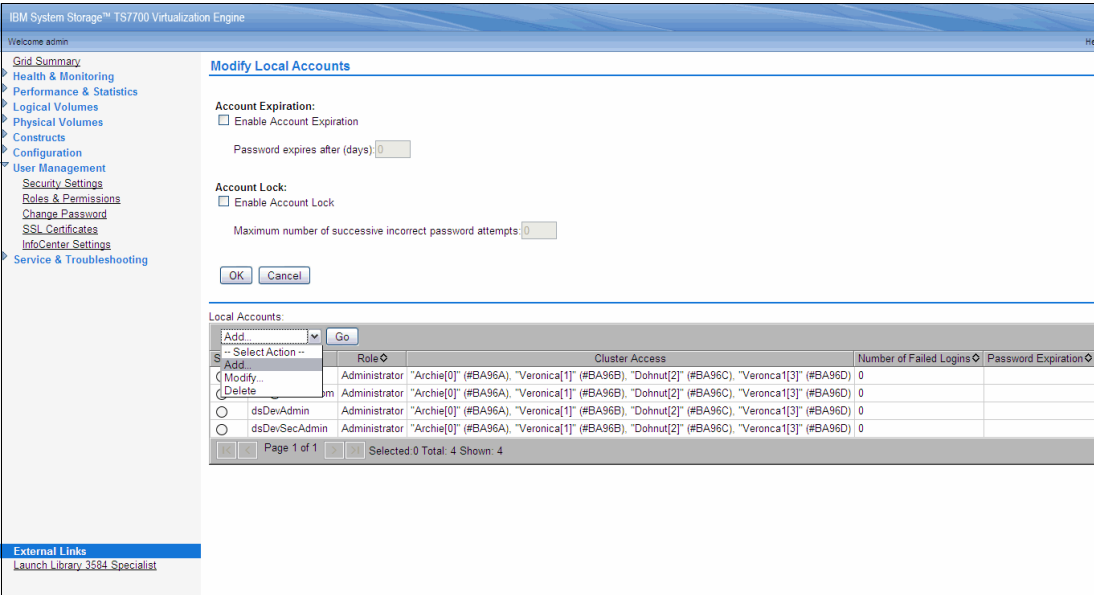 IBM System Storage™ TS7700 Virtualization Engine
Welcome admin
Grid Summary
Health & Monitoring
Performance & Statistics
Logical Volumes
Physical Volumes
Constructs
Configuration
User Management
Security Settings
Roles & Permissions
Change Password
SSL Certificates
InfoCenter Settings
Service & Troubleshooting
External Links
Launch Library 3584 Specialist
Modify Local Accounts
Account Expiration:
Enable Account Expiration
Password expires after (days): 0
Account Lock:
Enable Account Lock
Maximum number of successive incorrect password attempts: 0
OK Cancel
Local Accounts:
Add... Go
-- Select Action --
Add...
Modify...
Delete
Role Cluster Access Number of Failed Logins Password Expiration
Administrator "Archie[0]" (#BA96A), "Veronica[1]" (#BA96B), "Dohnut[2]" (#BA96C), "Veronca1[3]" (#BA96D) 0
Administrator "Archie[0]" (#BA96A), "Veronica[1]" (#BA96B), "Dohnut[2]" (#BA96C), "Veronca1[3]" (#BA96D) 0
dsDevAdmin Administrator "Archie[0]" (#BA96A), "Veronica[1]" (#BA96B), "Dohnut[2]" (#BA96C), "Veronca1[3]" (#BA96D) 0
dsDevSecAdmin Administrator "Archie[0]" (#BA96A), "Veronica[1]" (#BA96B), "Dohnut[2]" (#BA96C), "Veronca1[3]" (#BA96D) 0
Page 1 of 1 Selected:0 Total: 4 Shown: 4